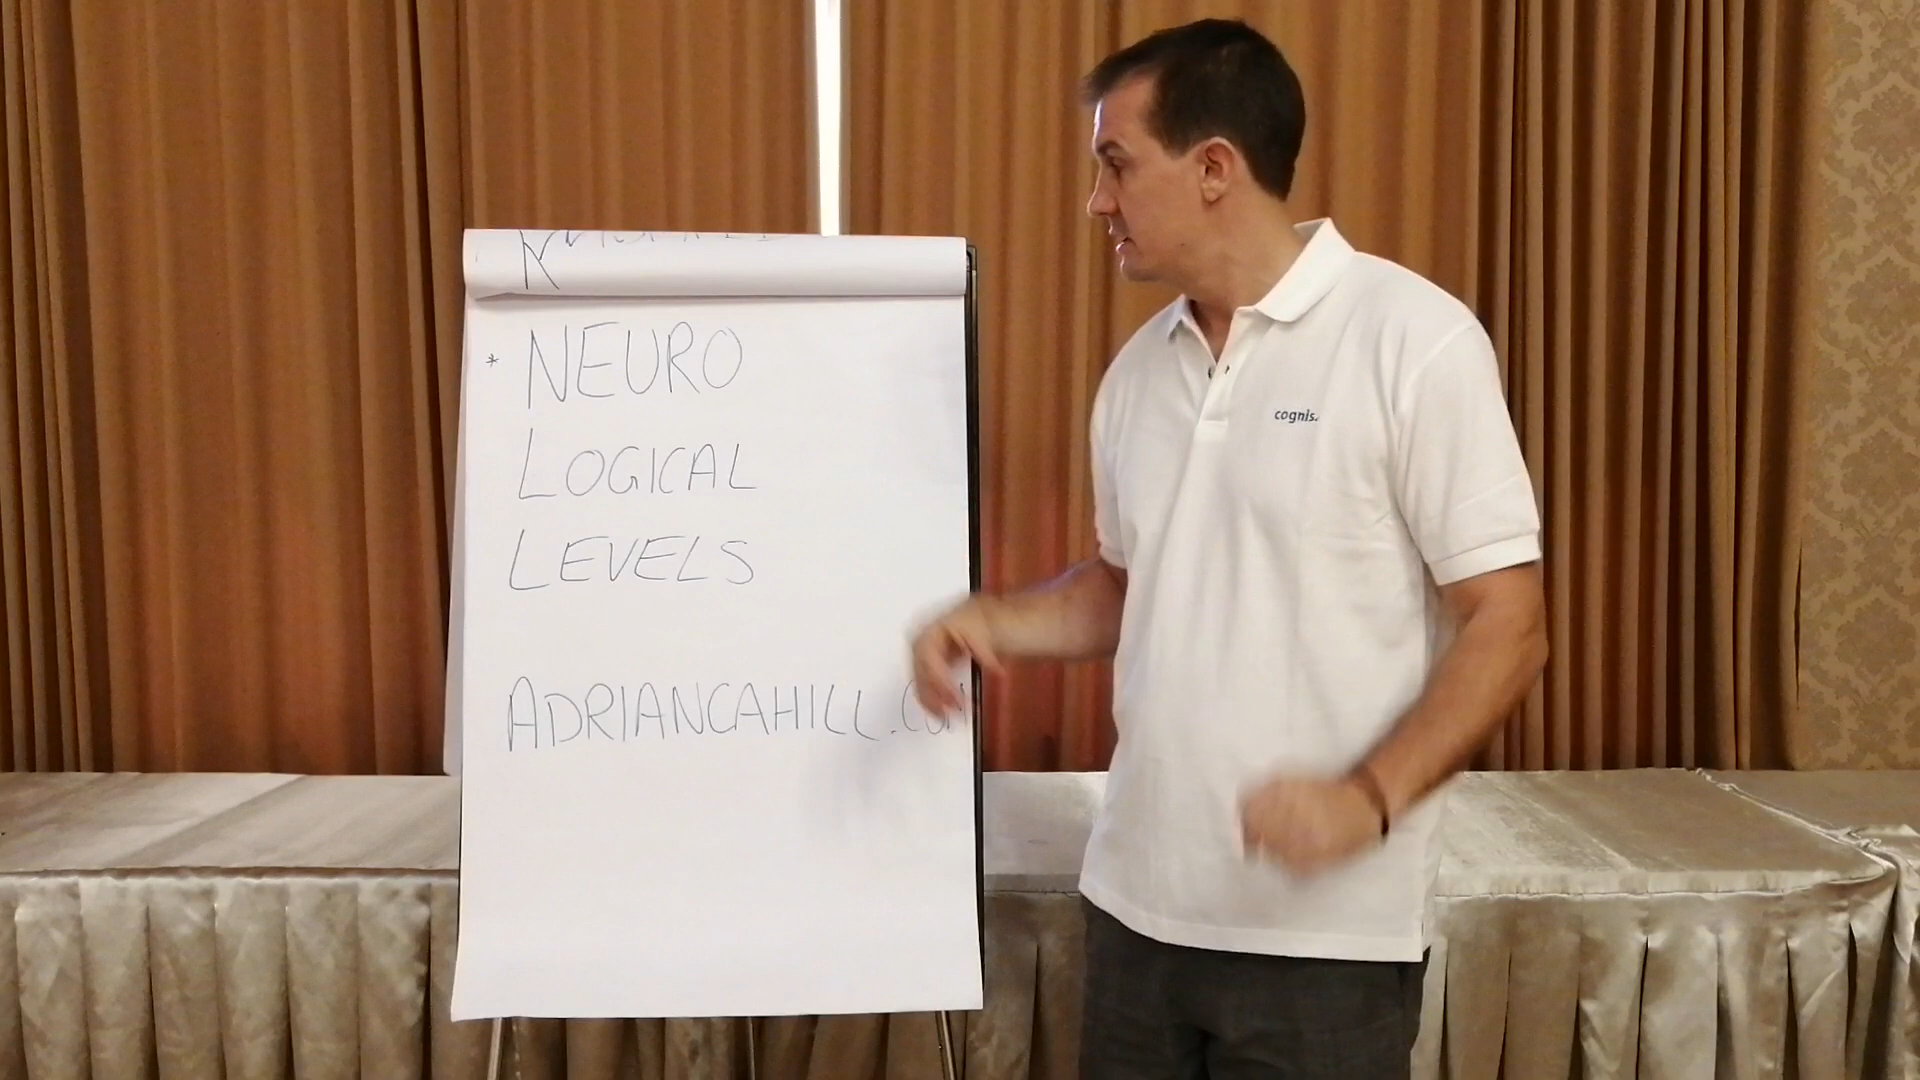 * NEURO
LOGICAL
LEVELS
ADRIANCAHILL.COM
cognis.